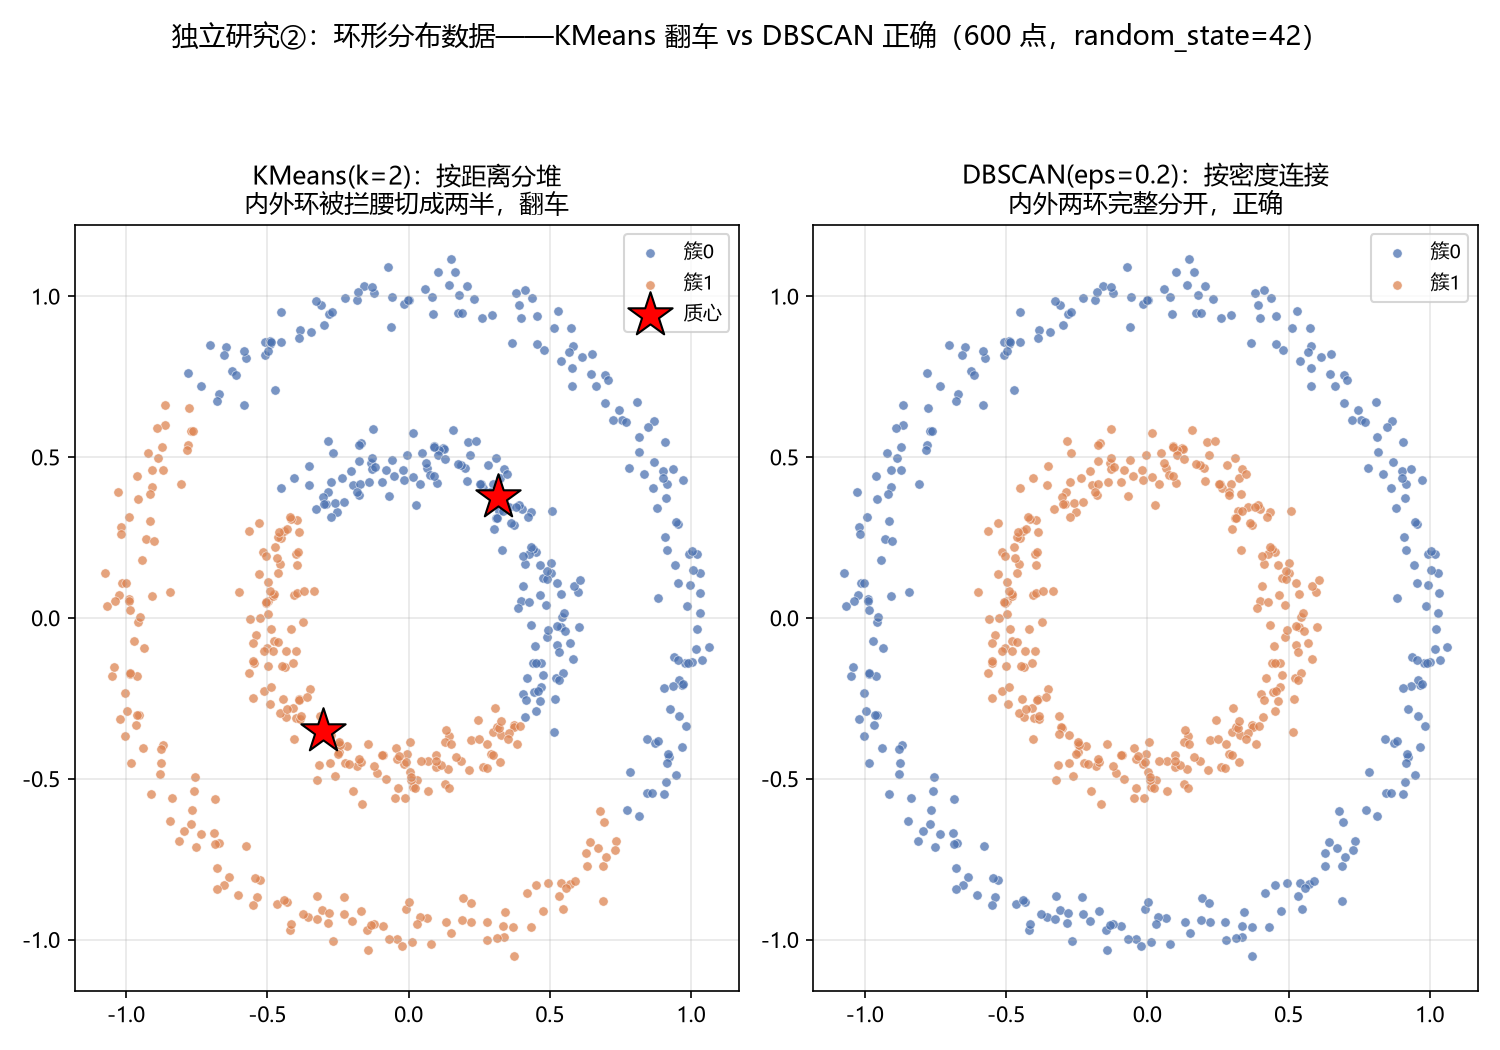 独立研究②：环形分布数据——KMeans 翻车 vs DBSCAN 正确（600 点，random_state=42）
KMeans(k=2)：按距离分堆
内外环被拦腰切成两半，翻车
簇0
簇1
质心
1.0
0.5
0.0
-0.5
-1.0
-1.0
-0.5
0.0
0.5
1.0
DBSCAN(eps=0.2)：按密度连接
内外两环完整分开，正确
簇0
簇1
1.0
0.5
0.0
-0.5
-1.0
-1.0
-0.5
0.0
0.5
1.0